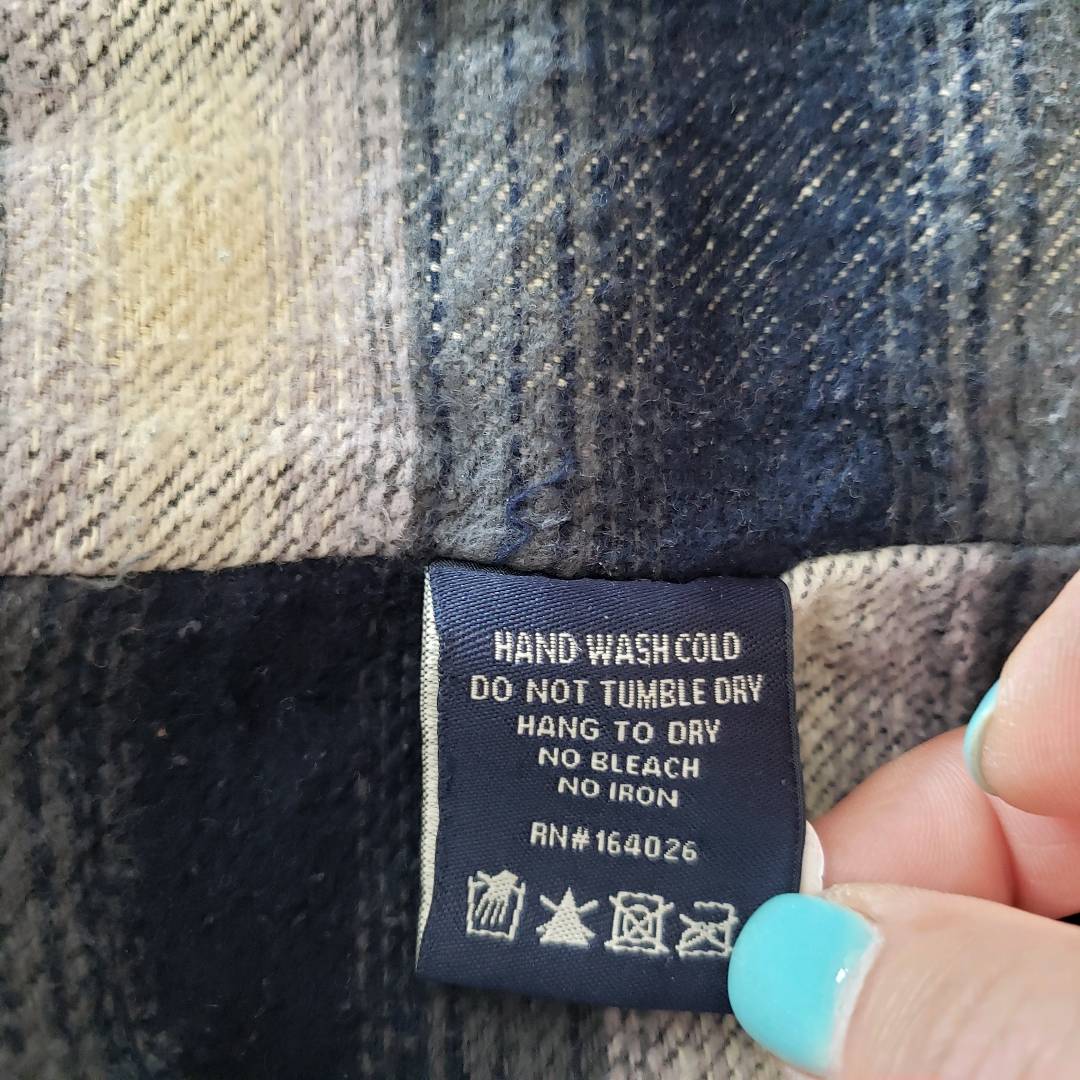 HAND WASH COLD
DO NOT TUMBLE DRY
HANG TO DRY
NO BLEACH
NO IRON
RN#164026